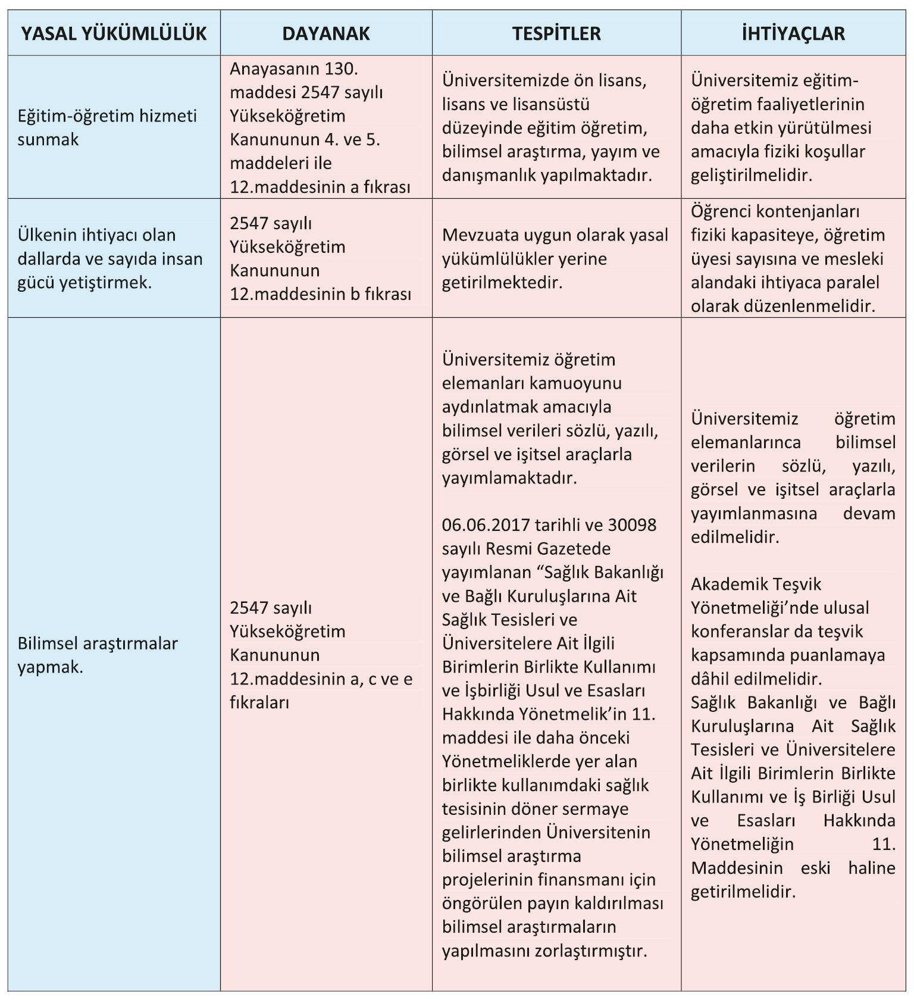 YASAL YÜKÜMLÜLÜK
DAYANAK
TESPİTLER
İHTİYAÇLAR
Eğitim-öğretim hizmeti
sunmak
Anayasanın 130.
maddesi 2547 sayılı
Yükseköğretim
Kanununun 4. ve 5.
maddeleri ile
12.maddesinin a fıkrası
Üniversitemizde ön lisans,
lisans ve lisansüstü
düzeyinde eğitim öğretim,
bilimsel araştırma, yayım ve
danışmanlık yapılmaktadır.
Üniversitemiz eğitim-
öğretim faaliyetlerinin
daha etkin yürütülmesi
amacıyla fiziki koşullar
geliştirilmelidir.
Ülkenin ihtiyacı olan
dallarda ve sayıda insan
gücü yetiştirmek.
2547 sayılı
Yükseköğretim
Kanununun
12.maddesinin b fıkrası
Mevzuata uygun olarak yasal
yükümlülükler yerine
getirilmektedir.
Öğrenci kontenjanları
fiziki kapasiteye, öğretim
üyesi sayısına ve mesleki
alandaki ihtiyaca paralel
olarak düzenlenmelidir.
Bilimsel araştırmalar
yapmak.
2547 sayılı
Yükseköğretim
Kanununun
12.maddesinin a, c ve e
fıkraları
Üniversitemiz öğretim
elemanları kamuoyunu
aydınlatmak amacıyla
bilimsel verileri sözlü, yazılı,
görsel ve işitsel araçlarla
yayımlamaktadır.
06.06.2017 tarihli ve 30098
sayılı Resmi Gazetede
yayımlanan “Sağlık Bakanlığı
ve Bağlı Kuruluşlarına Ait
Sağlık Tesisleri ve
Üniversitelere Ait İlgili
Birimlerin Birlikte Kullanımı
ve İşbirliği Usul ve Esasları
Hakkında Yönetmelik’in 11.
maddesi ile daha önceki
Yönetmeliklerde yer alan
birlikte kullanımdaki sağlık
tesisinin döner sermaye
gelirlerinden Üniversitenin
bilimsel araştırma
projelerinin finansmanı için
öngörülen payın kaldırılması
bilimsel araştırmaların
yapılmasını zorlaştırmıştır.
Üniversitemiz öğretim
elemanlarınca bilimsel
verilerin sözlü, yazılı,
görsel ve işitsel araçlarla
yayımlanmasına devam
edilmelidir.
Akademik Teşvik
Yönetmeliği’nde ulusal
konferanslar da teşvik
kapsamında puanlamaya
dâhil edilmelidir.
Sağlık Bakanlığı ve Bağlı
Kuruluşlarına Ait Sağlık
Tesisleri ve Üniversitelere
Ait İlgili Birimlerin Birlikte
Kullanımı ve İş Birliği Usul
ve Esasları Hakkında
Yönetmeliğin 11.
Maddesinin eski haline
getirilmelidir.